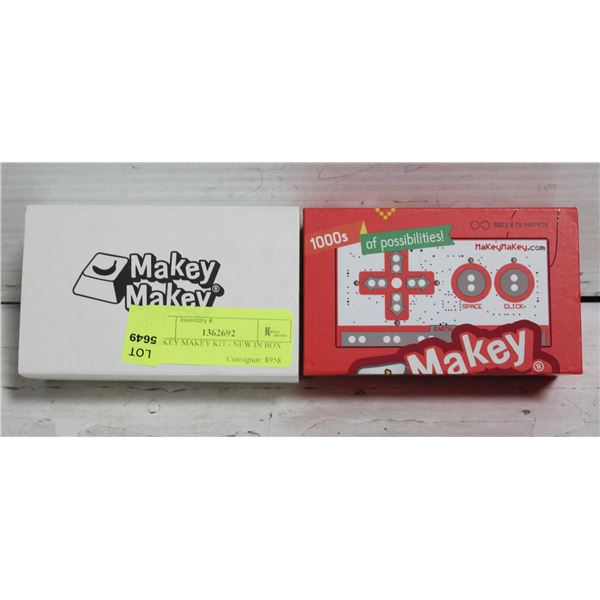 Makey
Makey®
Inventory #:
1362692
LOT
5649
KEY MAKEY KIT - NEW IN BOX
Consignor: 8958
1000s
of possibilities!
MaKeyMaKey.com
SPACE
CLICK
EARTH
Makey®